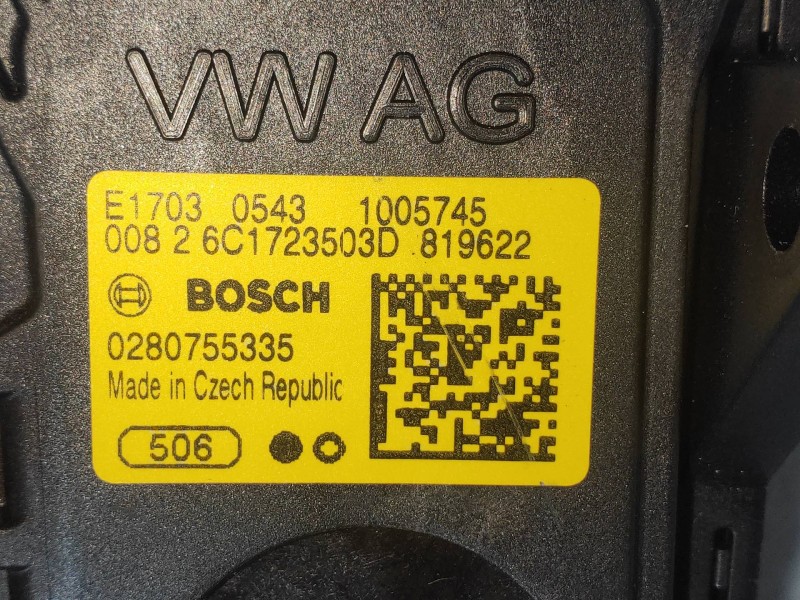 VW AG
E1703 0543 1005745
008 2 6C1723503D 819622
BOSCH
0280755335
Made in Czech Republic
506